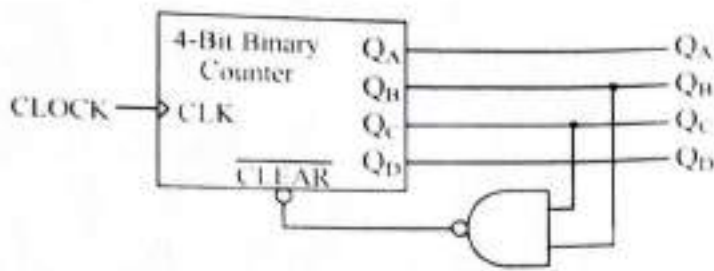 4-Bit Binary
Counter
CLOCK
CLK
CLEAR
QA
QB
QC
QD
QA
QB
QC
QD